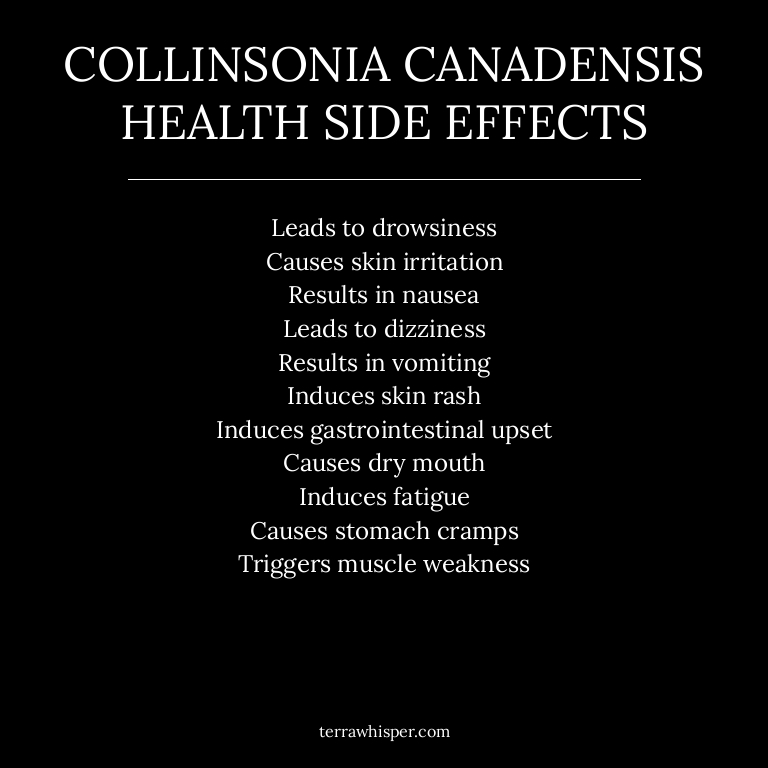 COLLINSONIA CANADENSIS
HEALTH SIDE EFFECTS
Leads to drowsiness
Causes skin irritation
Results in nausea
Leads to dizziness
Results in vomiting
Induces skin rash
Induces gastrointestinal upset
Causes dry mouth
Induces fatigue
Causes stomach cramps
Triggers muscle weakness
terrawhisper.com